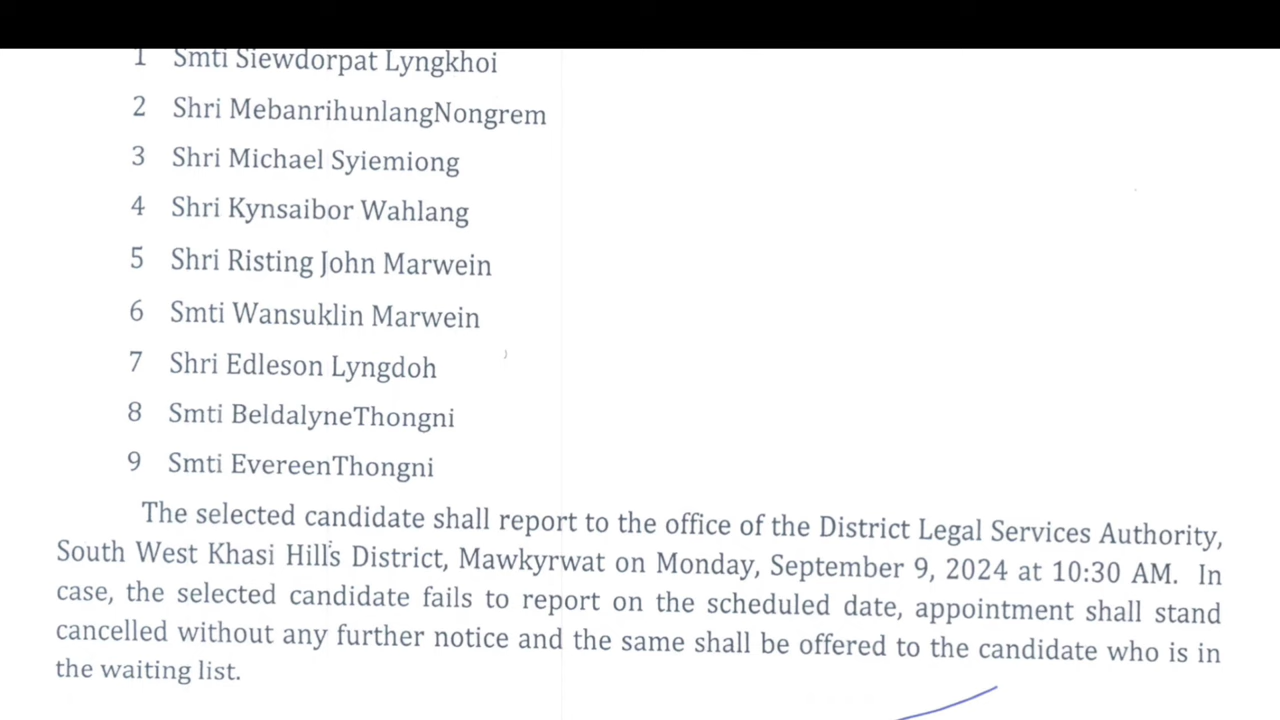 1 Smti Siewdorpat Lyngkhoi
2 Shri MebanrihunlangNongrem
3 Shri Michael Syiemiong
4 Shri Kynsaibor Wahlang
5 Shri Risting John Marwein
6 Smti Wansuklin Marwein
7 Shri Edleson Lyngdoh
8 Smti BeldalyneThongni
9 Smti EvereenThongni
The selected candidate shall report to the office of the District Legal Services Authority,
South West Khasi Hills District, Mawkyrwat on Monday, September 9, 2024 at 10:30 AM. In
case, the selected candidate fails to report on the scheduled date, appointment shall stand
cancelled without any further notice and the same shall be offered to the candidate who is in
the waiting list.